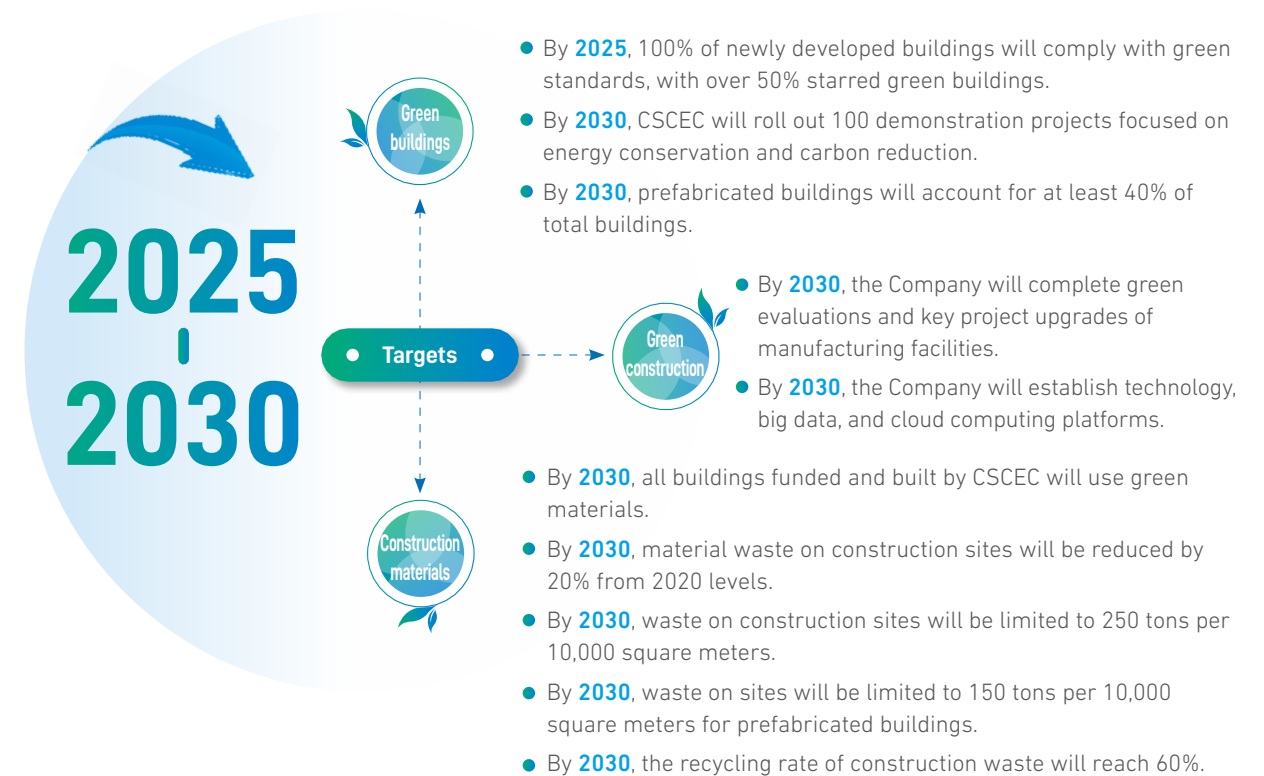 2025
-
2030
Targets
Green
buildings
By 2025, 100% of newly developed buildings will comply with green
standards, with over 50% starred green buildings.
By 2030, CSCEC will roll out 100 demonstration projects focused on
energy conservation and carbon reduction.
By 2030, prefabricated buildings will account for at least 40% of
total buildings.
Green
construction
By 2030, the Company will complete green
evaluations and key project upgrades of
manufacturing facilities.
By 2030, the Company will establish technology,
big data, and cloud computing platforms.
Construction
materials
By 2030, all buildings funded and built by CSCEC will use green
materials.
By 2030, material waste on construction sites will be reduced by
20% from 2020 levels.
By 2030, waste on construction sites will be limited to 250 tons per
10,000 square meters.
By 2030, waste on sites will be limited to 150 tons per 10,000
square meters for prefabricated buildings.
By 2030, the recycling rate of construction waste will reach 60%.